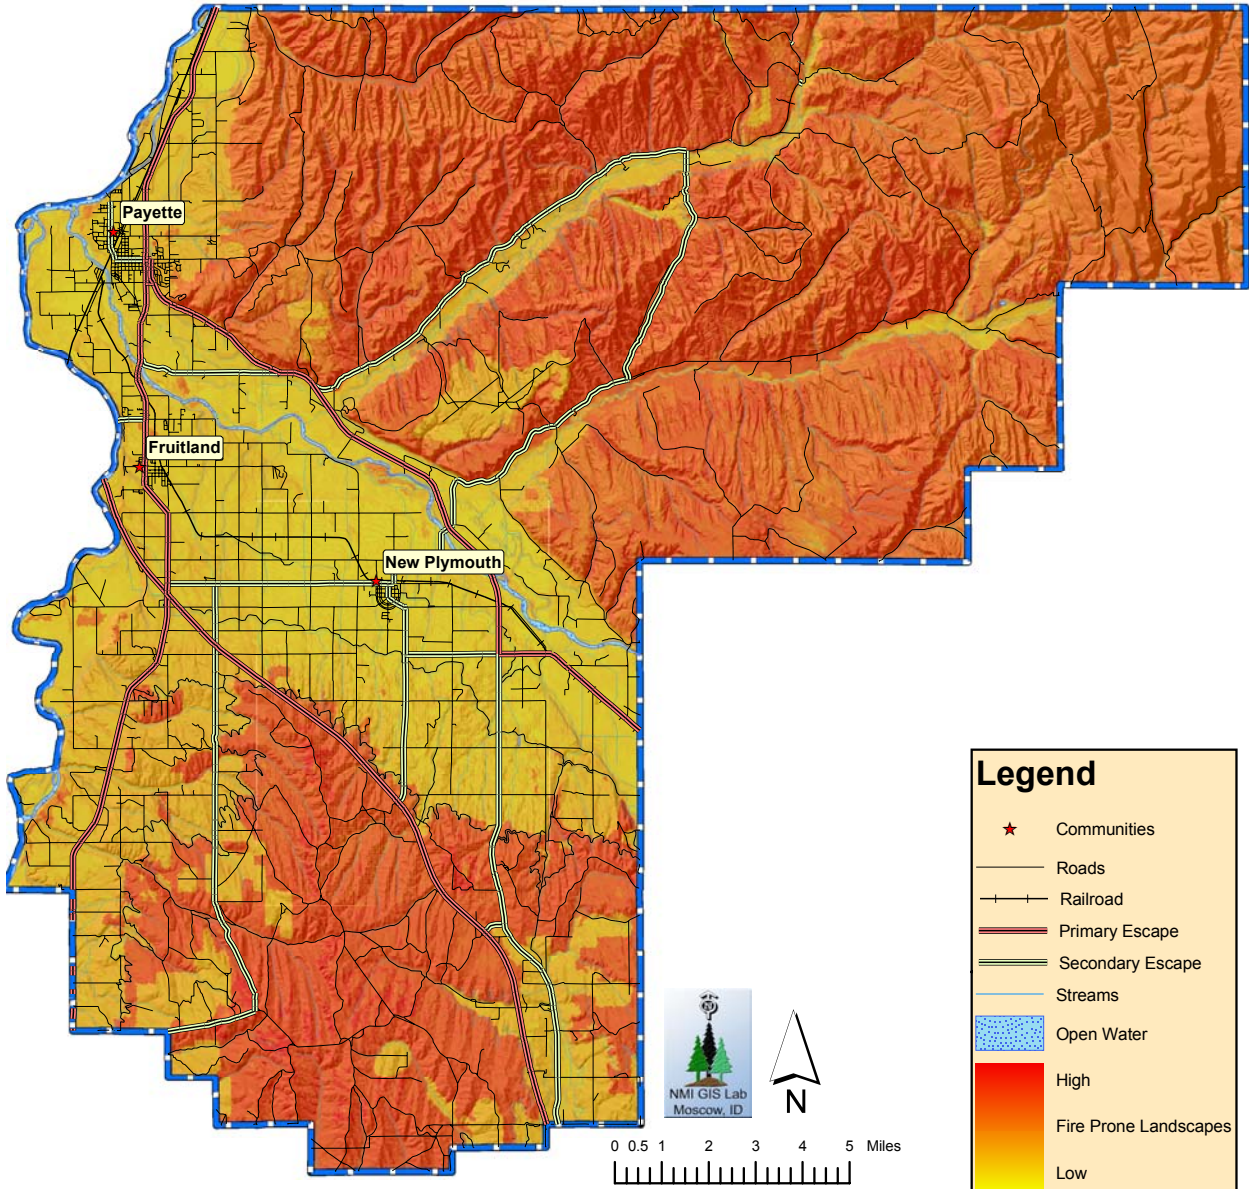 Payette
Fruitland
New Plymouth
Legend
Communities
Roads
Railroad
Primary Escape
Secondary Escape
Streams
Open Water
High
Fire Prone Landscapes
Low
NMI GIS Lab
Moscow, ID
N
0 0.5 1 2 3 4 5 Miles